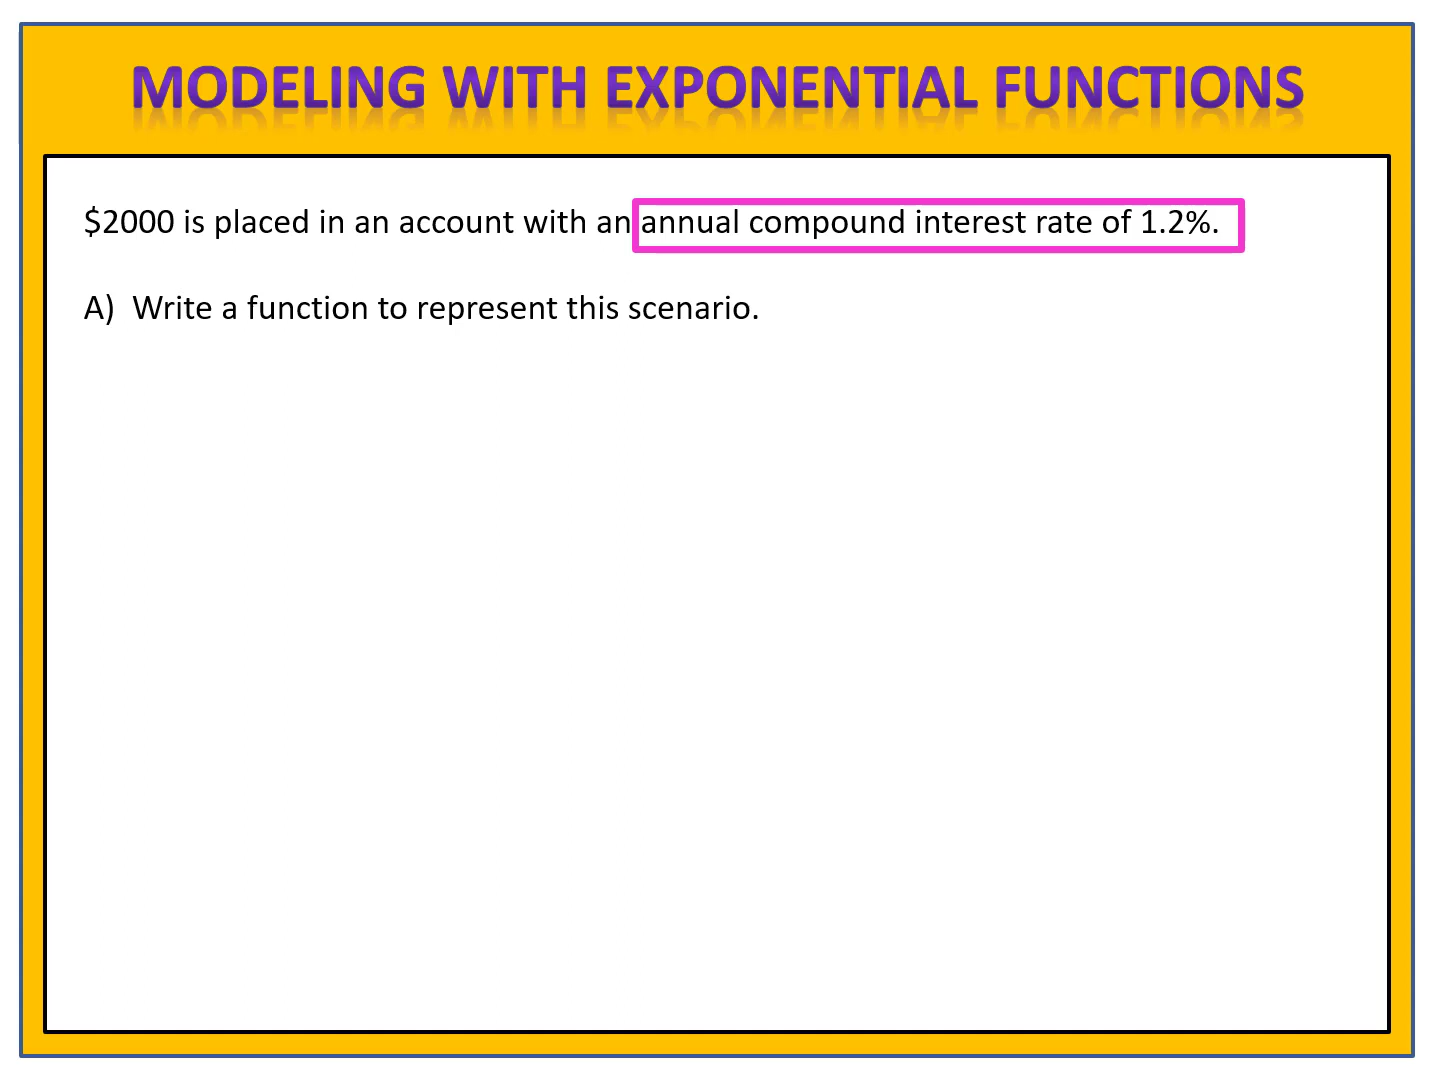 MODELING WITH EXPONENTIAL FUNCTIONS
$2000 is placed in an account with an annual compound interest rate of 1.2%.
A) Write a function to represent this scenario.